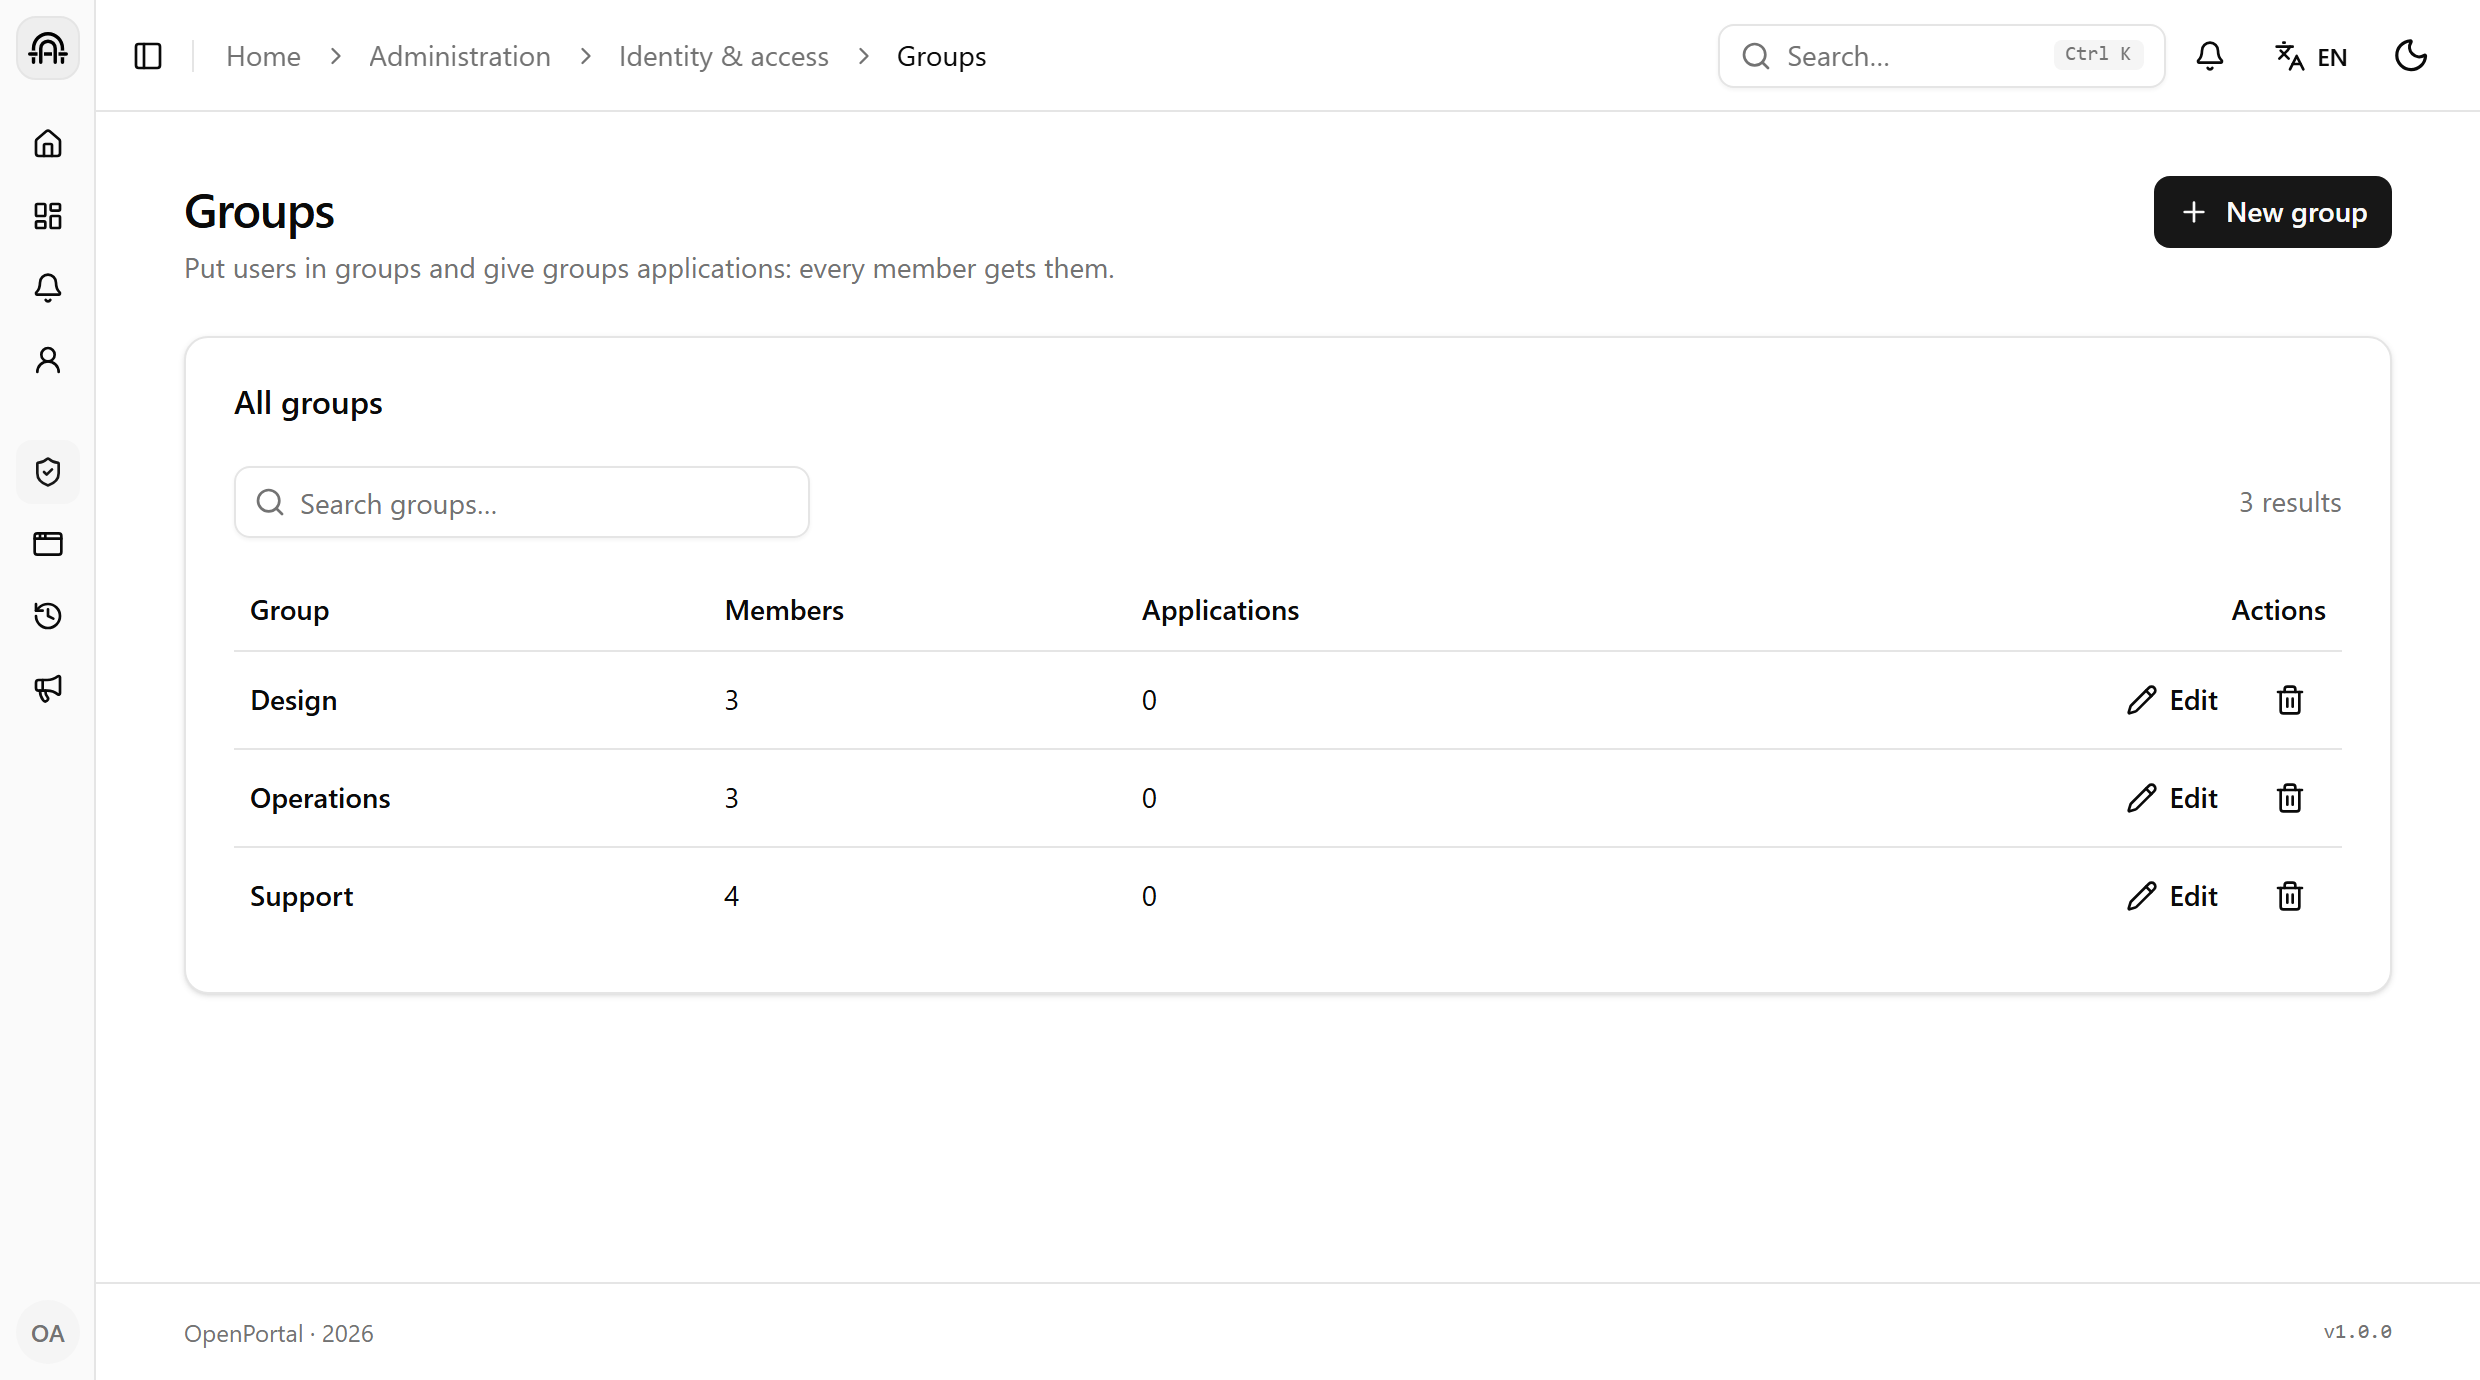 Home > Administration > Identity & access > Groups
Search... Ctrl K
EN
Groups
New group
Put users in groups and give groups applications: every member gets them.
All groups
Search groups...
3 results
Group Members Applications Actions
Design 3 0 Edit
Operations 3 0 Edit
Support 4 0 Edit
OA
OpenPortal · 2026
v1.0.0